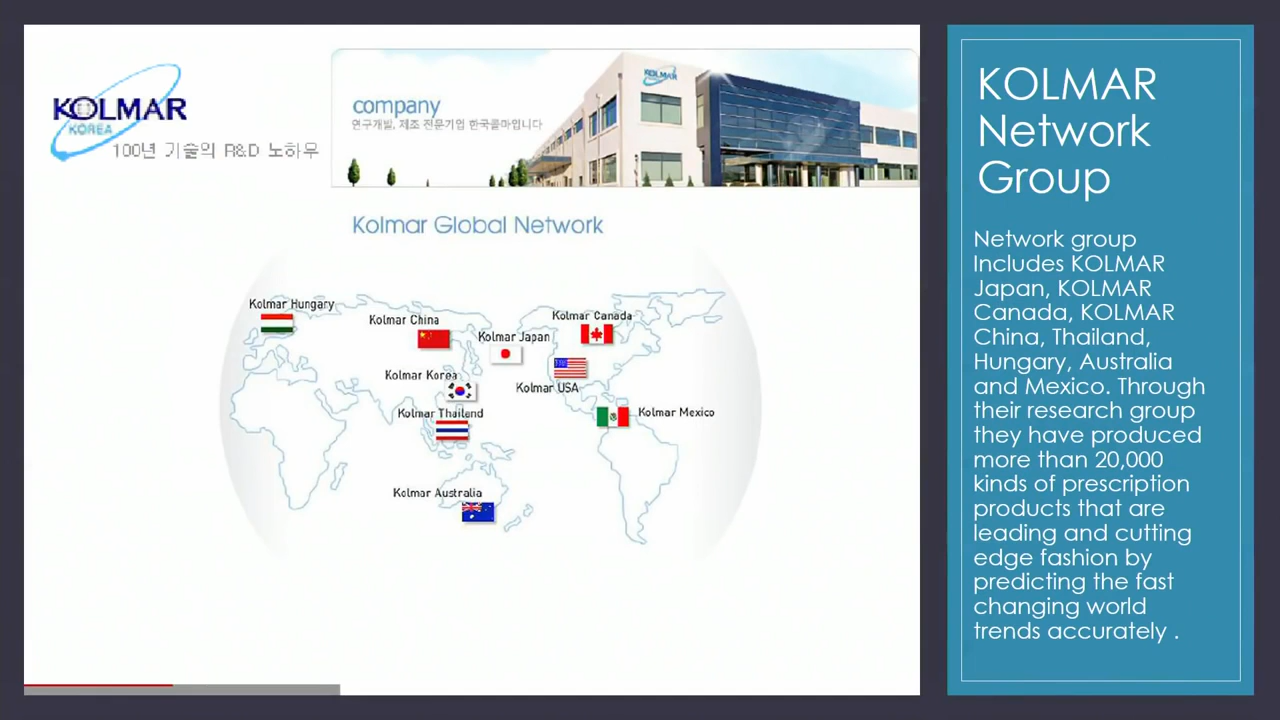 KOLMAR
KOREA
100년 기술의 R&D 노하우
company
연구개발, 제조 전문기업 한국콜마입니다
KOLMAR
Kolmar Global Network
Kolmar Hungary
Kolmar China
Kolmar Canada
Kolmar Japan
Kolmar Korea
Kolmar USA
Kolmar Thailand
Kolmar Mexico
Kolmar Australia
KOLMAR
Network
Group
Network group
Includes KOLMAR
Japan, KOLMAR
Canada, KOLMAR
China, Thailand,
Hungary, Australia
and Mexico. Through
their research group
they have produced
more than 20,000
kinds of prescription
products that are
leading and cutting
edge fashion by
predicting the fast
changing world
trends accurately .